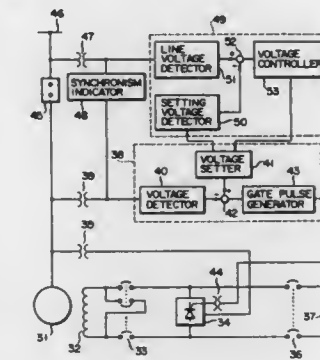 46
47
49
LINE
VOLTAGE
DETECTOR
52
VOLTAGE
CONTROLLER
51
53
SYNCHRONISM
INDICATOR
48
SETTING
VOLTAGE
DETECTOR
50
45
38
VOLTAGE
SETTER
41
39
40
43
VOLTAGE
DETECTOR
42
GATE PULSE
GENERATOR
35
44
31
32
33
34
36
37